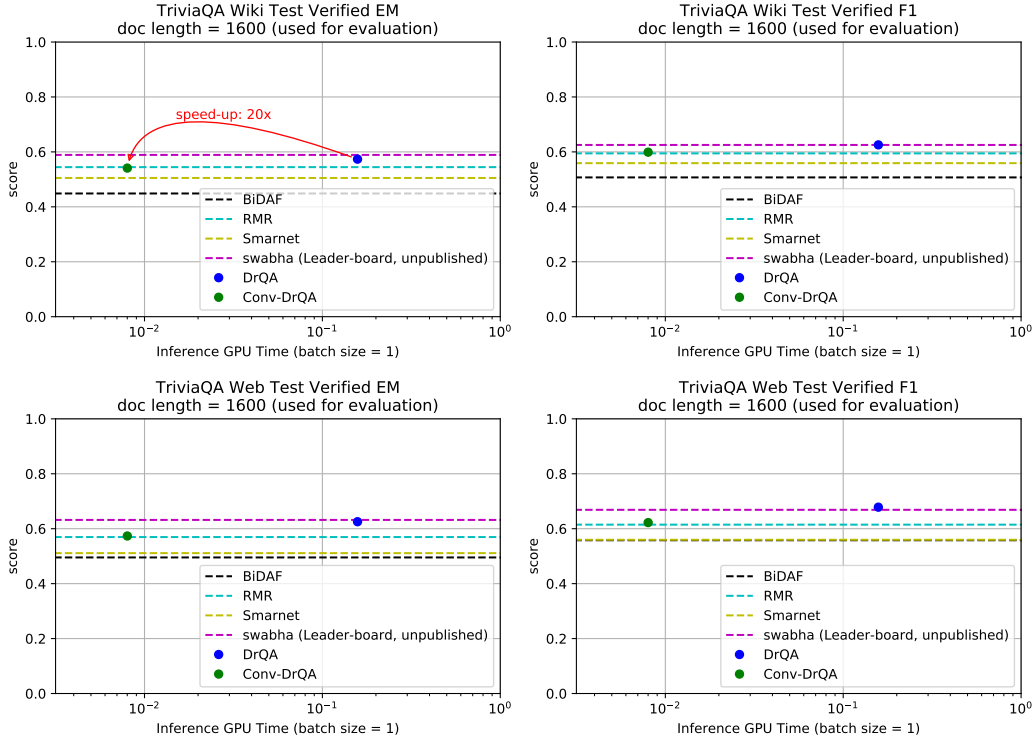 TriviaQA Wiki Test Verified EM
doc length = 1600 (used for evaluation)
1.0
0.8
0.6
0.4
0.2
0.0
score
speed-up: 20x
BiDAF
RMR
Smarnet
swabha (Leader-board, unpublished)
DrQA
Conv-DrQA
10⁻²
10⁻¹
10⁰
Inference GPU Time (batch size = 1)
TriviaQA Wiki Test Verified F1
doc length = 1600 (used for evaluation)
1.0
0.8
0.6
0.4
0.2
0.0
score
BiDAF
RMR
Smarnet
swabha (Leader-board, unpublished)
DrQA
Conv-DrQA
10⁻²
10⁻¹
10⁰
Inference GPU Time (batch size = 1)
TriviaQA Web Test Verified EM
doc length = 1600 (used for evaluation)
1.0
0.8
0.6
0.4
0.2
0.0
score
BiDAF
RMR
Smarnet
swabha (Leader-board, unpublished)
DrQA
Conv-DrQA
10⁻²
10⁻¹
10⁰
Inference GPU Time (batch size = 1)
TriviaQA Web Test Verified F1
doc length = 1600 (used for evaluation)
1.0
0.8
0.6
0.4
0.2
0.0
score
BiDAF
RMR
Smarnet
swabha (Leader-board, unpublished)
DrQA
Conv-DrQA
10⁻²
10⁻¹
10⁰
Inference GPU Time (batch size = 1)